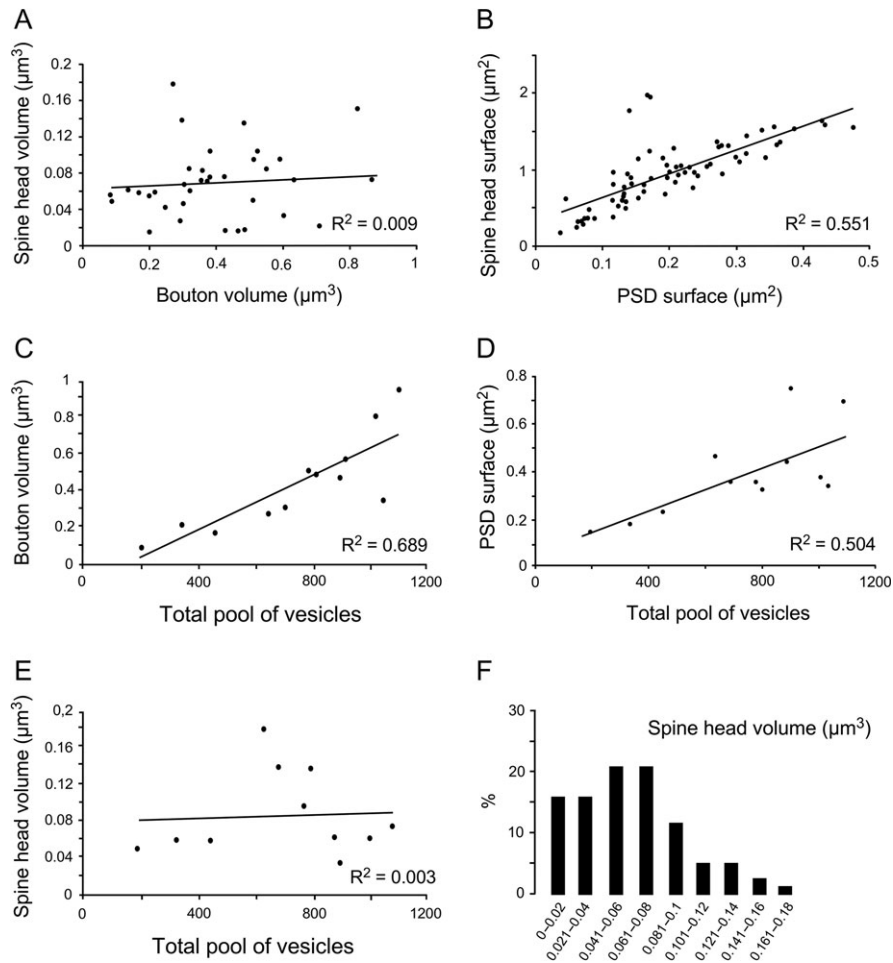 A
Spine head volume (µm³)
0.2
0.16
0.12
0.08
0.04
0
0 0.2 0.4 0.6 0.8 1
R² = 0.009
Bouton volume (µm³)
B
Spine head surface (µm²)
2
1
0
0 0.1 0.2 0.3 0.4 0.5
R² = 0.551
PSD surface (µm²)
C
Bouton volume (µm³)
1
0.8
0.6
0.4
0.2
0
0 400 800 1200
R² = 0.689
Total pool of vesicles
D
PSD surface (µm²)
0.8
0.6
0.4
0.2
0
0 400 800 1200
R² = 0.504
Total pool of vesicles
E
Spine head volume (µm³)
0,2
0.16
0.12
0.08
0.04
0
0 400 800 1200
R² = 0.003
Total pool of vesicles
F
Spine head volume (µm³)
%
30
20
10
0
0–0.02
0.021–0.04
0.041–0.06
0.061–0.08
0.081–0.1
0.101–0.12
0.121–0.14
0.141–0.16
0.161–0.18